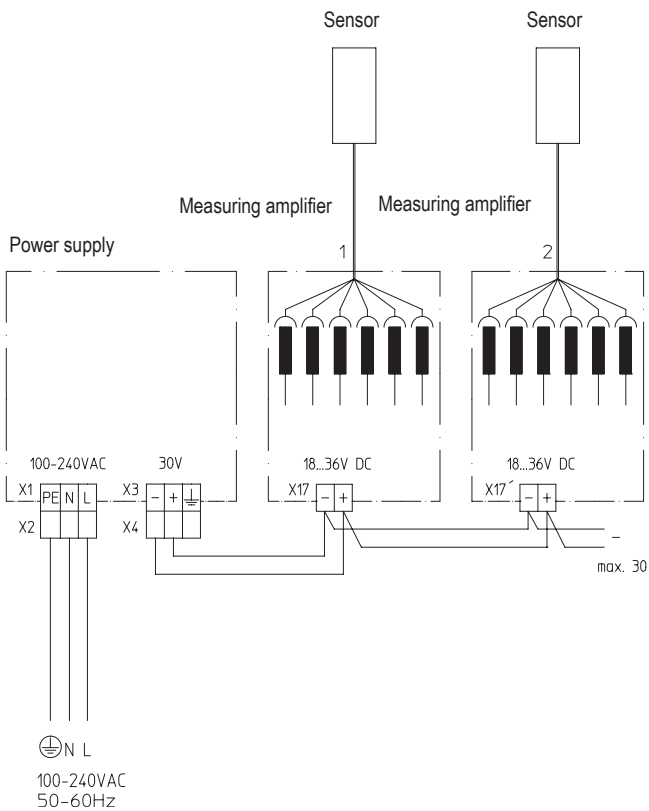 Sensor Sensor
Measuring amplifier Measuring amplifier
Power supply 1 2
100-240VAC 30V 18...36V DC 18...36V DC
X1 PE N L X3 - + X17 - + X17´ - +
X2 X4
-
max. 30
N L
100-240VAC
50-60Hz